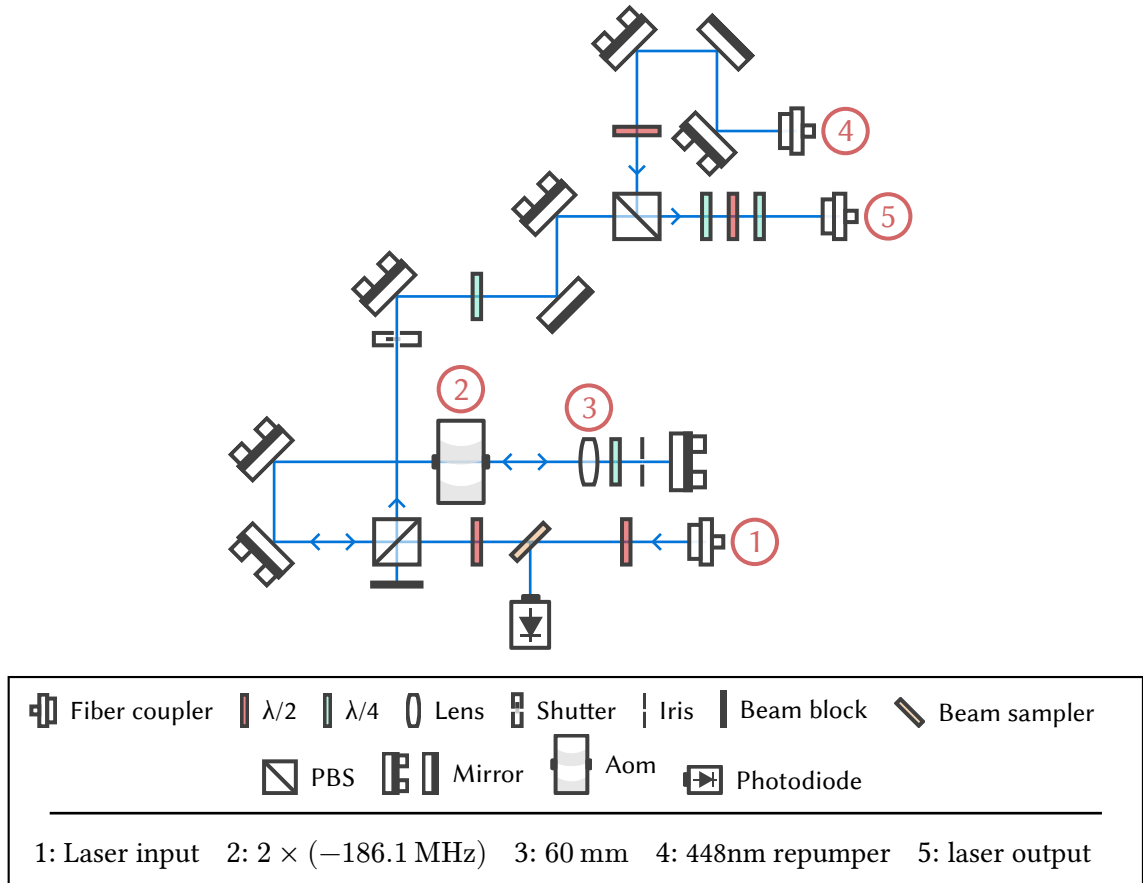 4
5
2
3
1
Fiber coupler λ/2 λ/4 Lens Shutter Iris Beam block Beam sampler
PBS Mirror Aom Photodiode
1: Laser input 2: 2 × (−186.1 MHz) 3: 60 mm 4: 448nm repumper 5: laser output